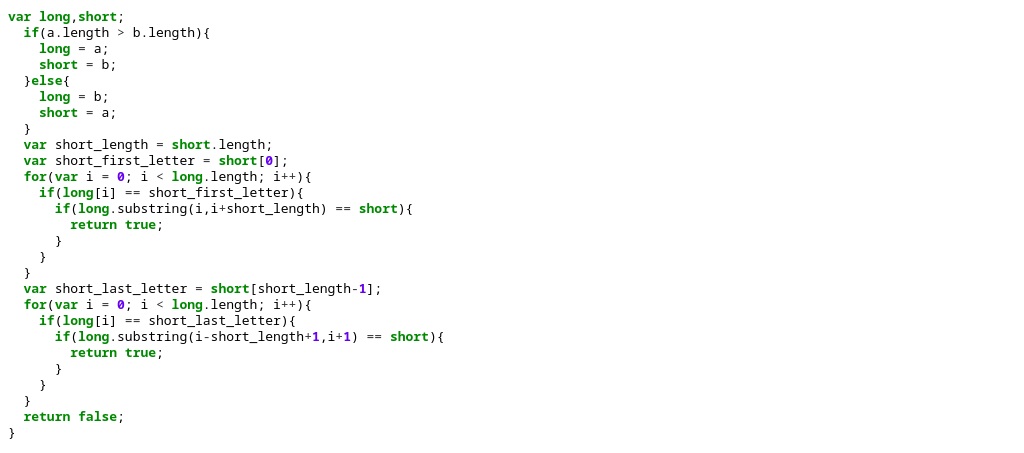 var long,short;
  if(a.length > b.length){
    long = a;
    short = b;
  }else{
    long = b;
    short = a;
  }
  var short_length = short.length;
  var short_first_letter = short[0];
  for(var i = 0; i < long.length; i++){
    if(long[i] == short_first_letter){
      if(long.substring(i,i+short_length) == short){
        return true;
      }
    }
  }
  var short_last_letter = short[short_length-1];
  for(var i = 0; i < long.length; i++){
    if(long[i] == short_last_letter){
      if(long.substring(i-short_length+1,i+1) == short){
        return true;
      }
    }
  }
  return false;
}